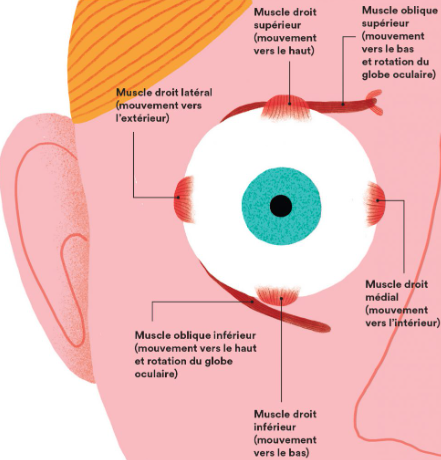 Muscle droit
supérieur
(mouvement
vers le haut)
Muscle oblique
supérieur
(mouvement
vers le bas
et rotation du
globe oculaire)
Muscle droit latéral
(mouvement vers
l'extérieur)
Muscle droit
médial
(mouvement
vers l'intérieur)
Muscle oblique inférieur
(mouvement vers le haut
et rotation du globe
oculaire)
Muscle droit
inférieur
(mouvement
vers le bas)